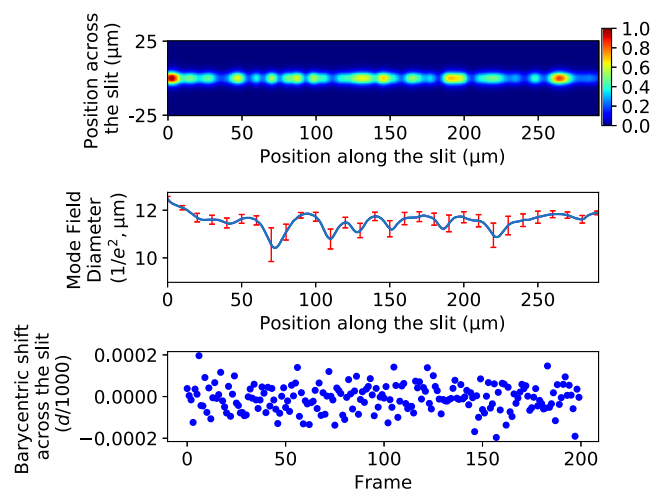 Position across
the slit (μm)
25
-25
0
50
100
150
200
250
Position along the slit (μm)
1.0
0.8
0.6
0.4
0.2
0.0
Mode Field
Diameter
(1/e², μm)
12
10
0
50
100
150
200
250
Position along the slit (μm)
Barycentric shift
across the slit
(d/1000)
0.0002
0.0000
−0.0002
0
50
100
150
200
Frame